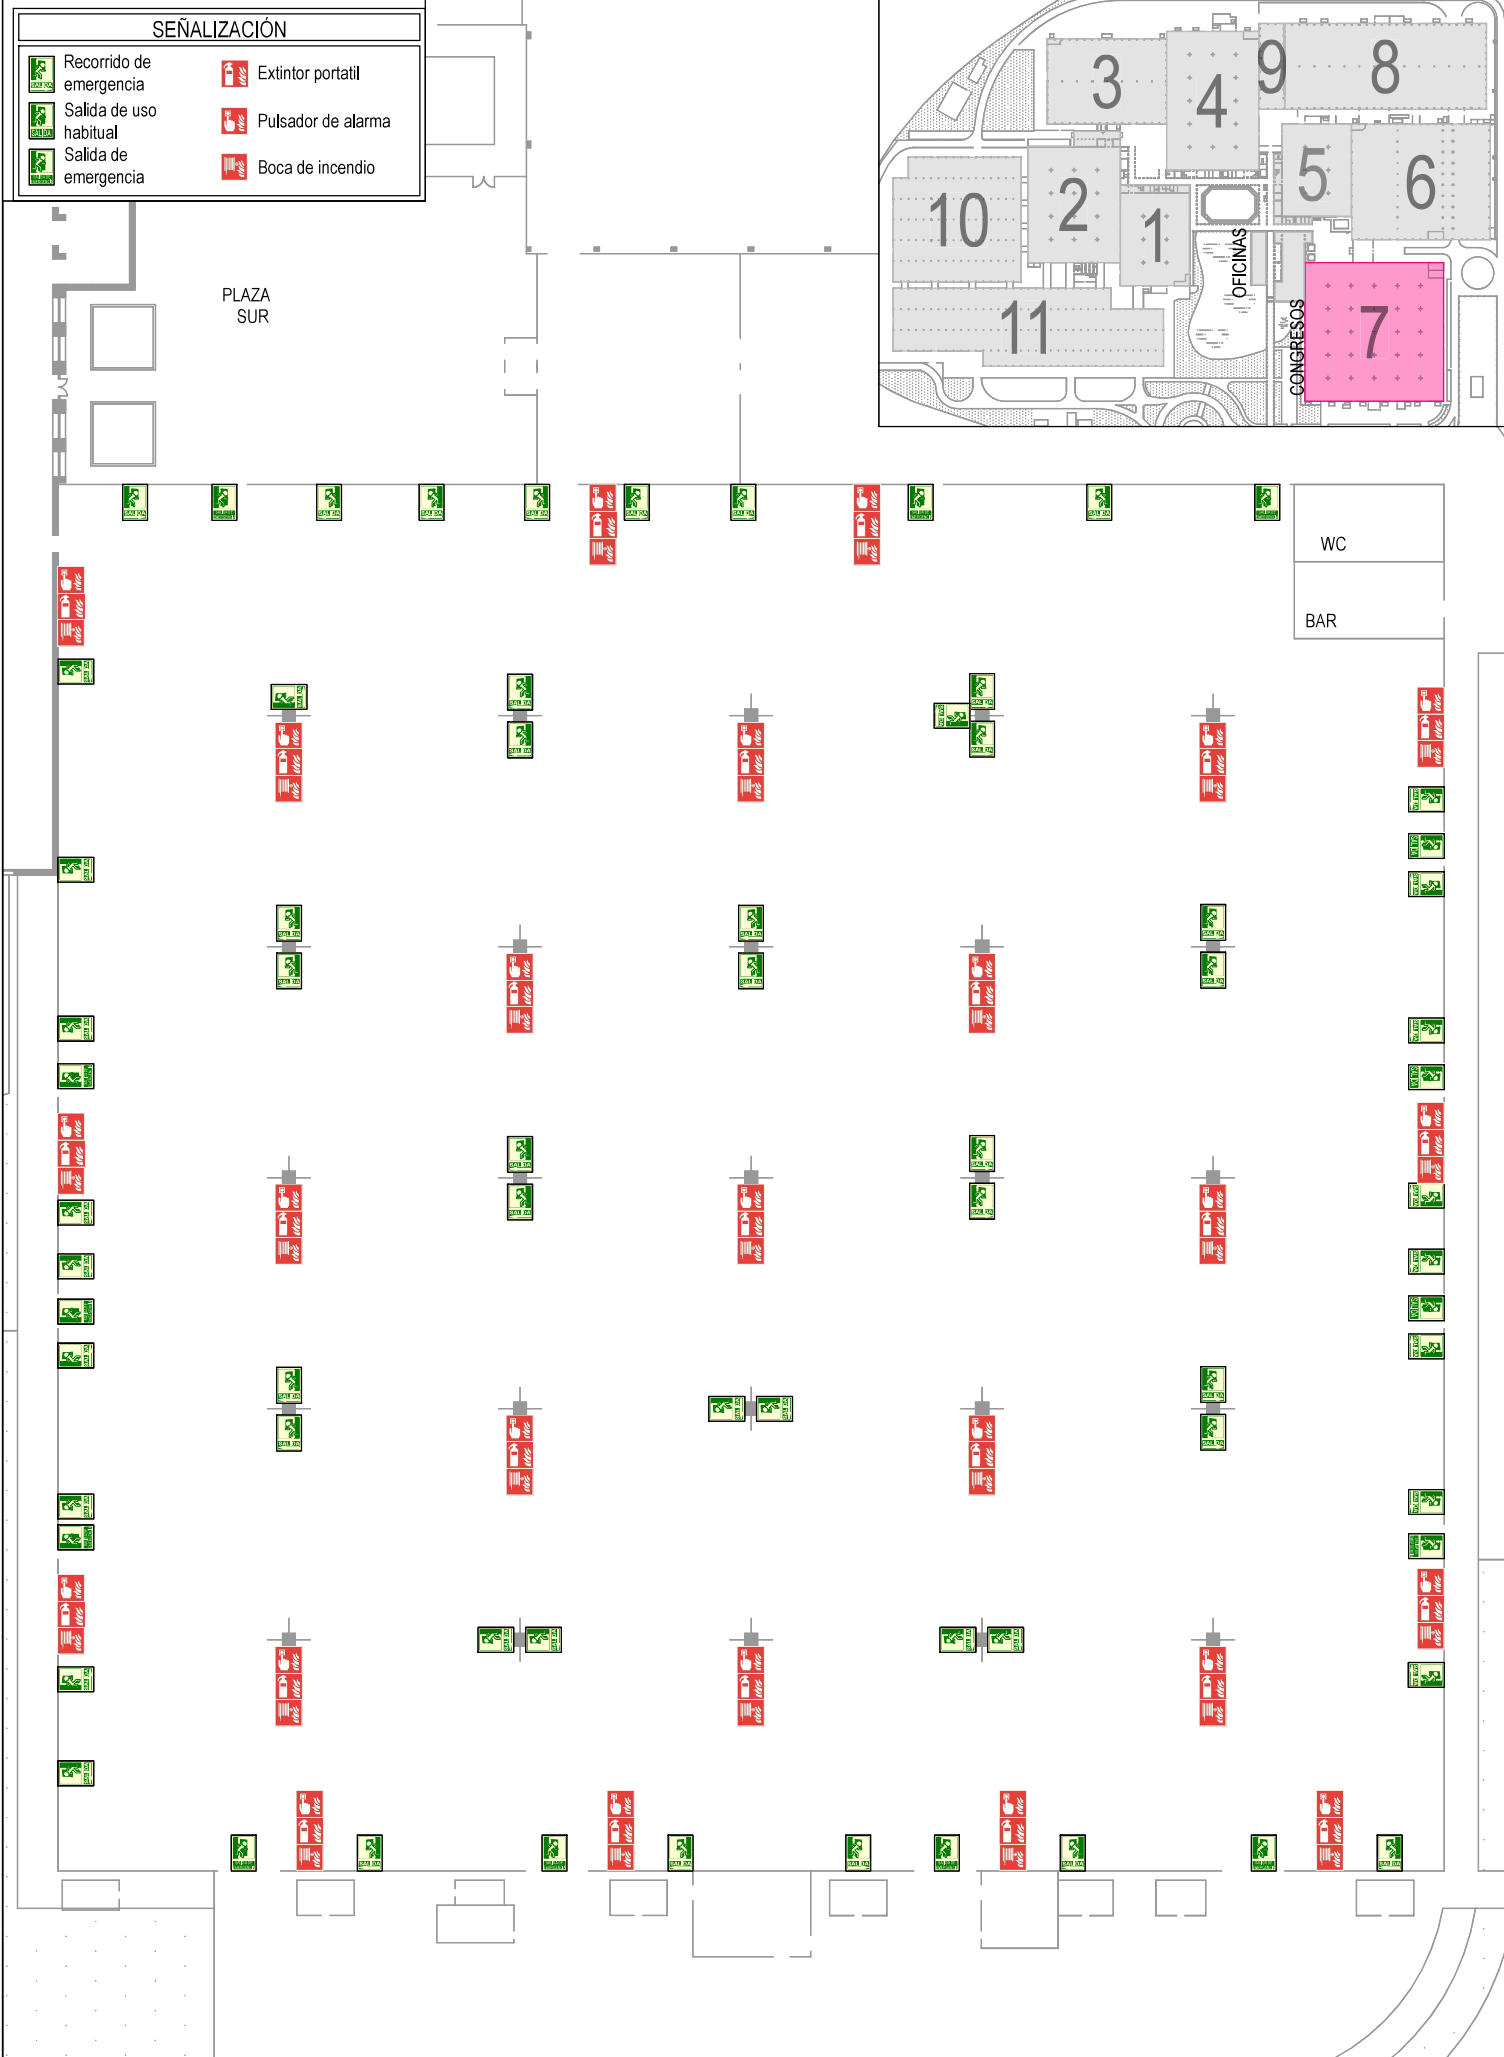 SEÑALIZACIÓN
Recorrido de
emergencia
Salida de uso
habitual
Salida de
emergencia
Extintor portatil
Pulsador de alarma
Boca de incendio
PLAZA
SUR
3
4
9
8
5
6
10
2
1
11
7
OFICINAS
CONGRESOS
WC
BAR